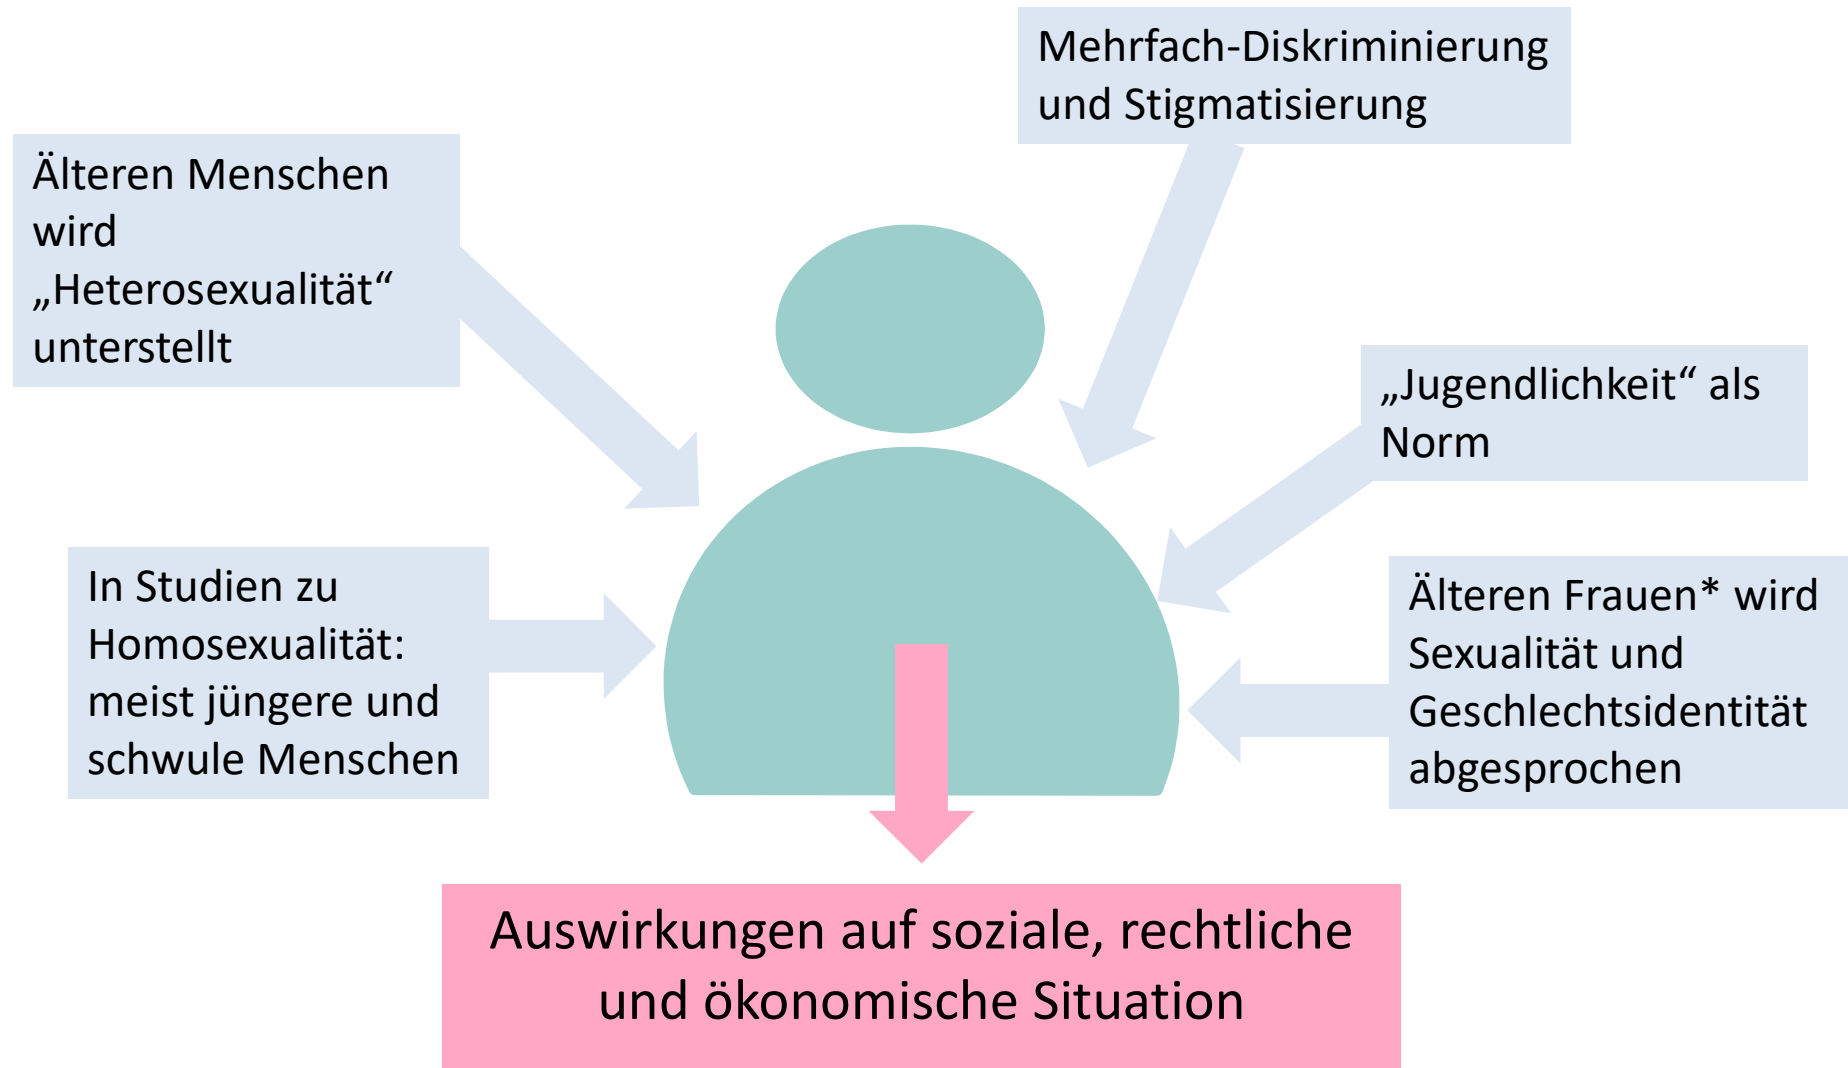 Mehrfach-Diskriminierung
und Stigmatisierung
Älteren Menschen
wird
„Heterosexualität“
unterstellt
„Jugendlichkeit“ als
Norm
In Studien zu
Homosexualität:
meist jüngere und
schwule Menschen
Älteren Frauen* wird
Sexualität und
Geschlechtsidentität
abgesprochen
Auswirkungen auf soziale, rechtliche
und ökonomische Situation